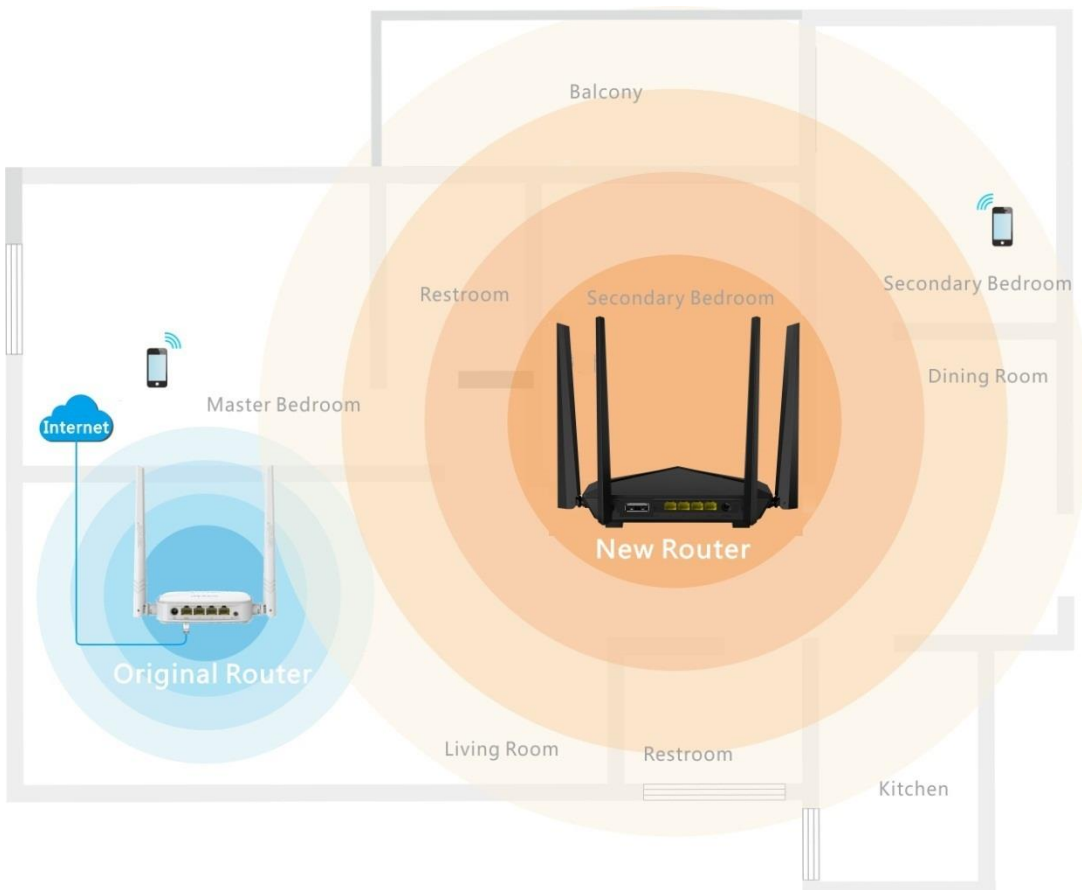 Balcony
Secondary Bedroom
Restroom
Secondary Bedroom
Dining Room
Master Bedroom
Internet
New Router
Original Router
Living Room
Restroom
Kitchen